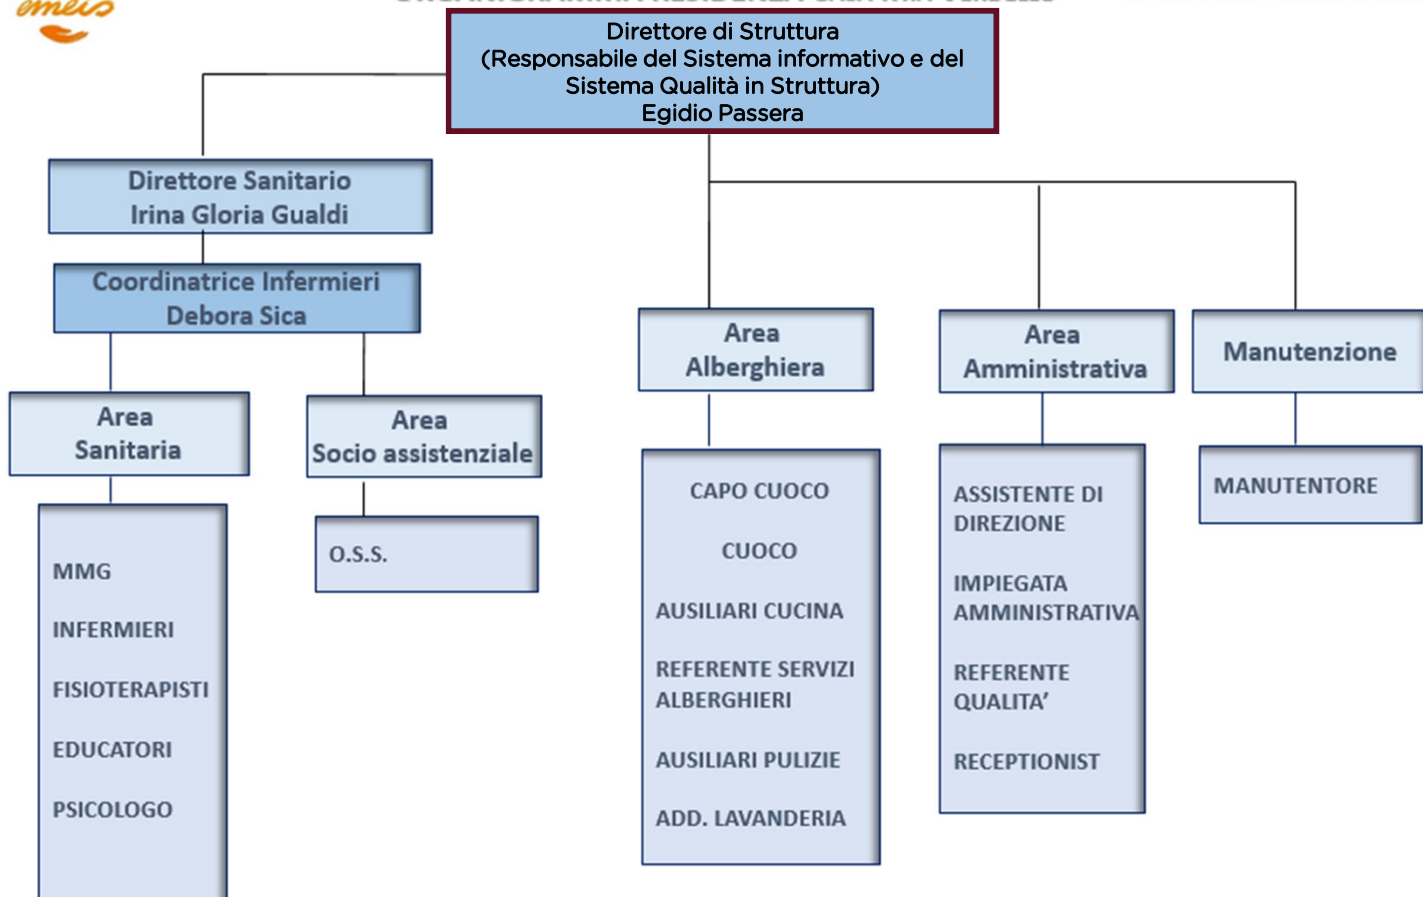 emeis
Direttore di Struttura
(Responsabile del Sistema informativo e del
Sistema Qualità in Struttura)
Egidio Passera
Direttore Sanitario
Irina Gloria Gualdi
Coordinatrice Infermieri
Debora Sica
Area
Sanitaria
MMG
INFERMIERI
FISIOTERAPISTI
EDUCATORI
PSICOLOGO
Area
Socio assistenziale
O.S.S.
Area
Alberghiera
CAPO CUOCO
CUOCO
AUSILIARI CUCINA
REFERENTE SERVIZI
ALBERGHIERI
AUSILIARI PULIZIE
ADD. LAVANDERIA
Area
Amministrativa
ASSISTENTE DI
DIREZIONE
IMPIEGATA
AMMINISTRATIVA
REFERENTE
QUALITA’
RECEPTIONIST
Manutenzione
MANUTENTORE